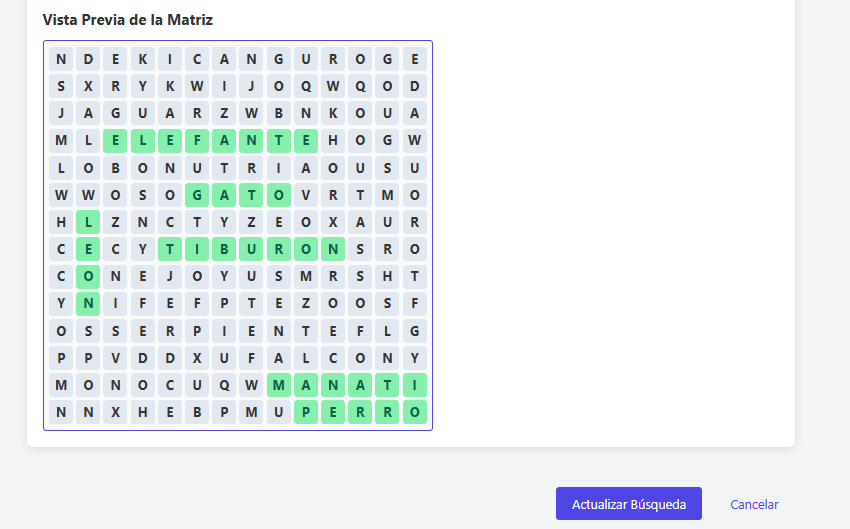 Vista Previa de la Matriz
N D E K I C A N G U R O G E
S X R Y K W I J O Q W Q O D
J A G U A R Z W B N K O U A
M L E L E F A N T E H O G W
L O B O N U T R I A O U S U
W W O S O G A T O V R T M O
H L Z N C T Y Z E O X A U R
C E C Y T I B U R O N S R O
C O N E J O Y U S M R S H T
Y N I F E F P T E Z O O S F
O S S E R P I E N T E F L G
P P V D D X U F A L C O N Y
M O N O C U Q W M A N A T I
N N X H E B P M U P E R R O
Actualizar Búsqueda
Cancelar